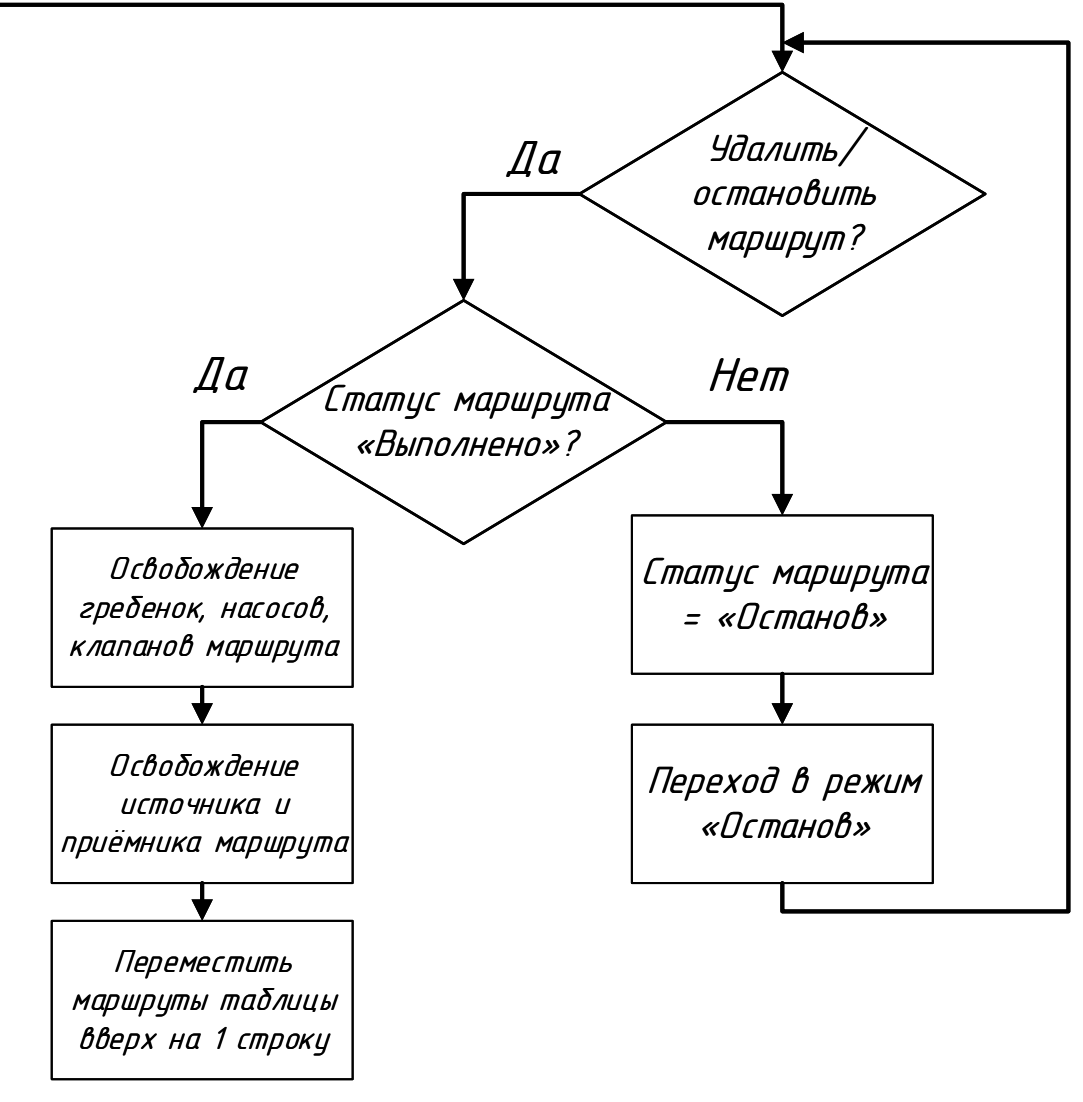 Удалить/
остановить
маршрут?
Да
Статус маршрута
«Выполнено»?
Да
Нет
Освобождение
гребенок, насосов,
клапанов маршрута
Освобождение
источника и
приёмника маршрута
Переместить
маршруты таблицы
вверх на 1 строку
Статус маршрута
= «Останов»
Переход в режим
«Останов»